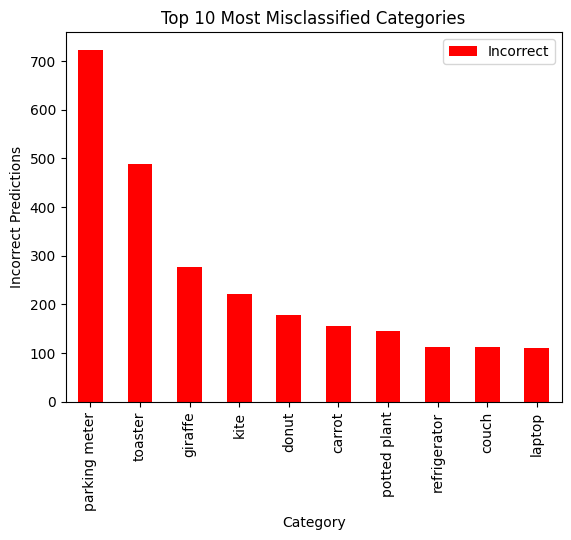 Top 10 Most Misclassified Categories
Incorrect
700
600
500
400
300
200
100
0
Incorrect Predictions
parking meter
toaster
giraffe
kite
donut
carrot
potted plant
refrigerator
couch
laptop
Category